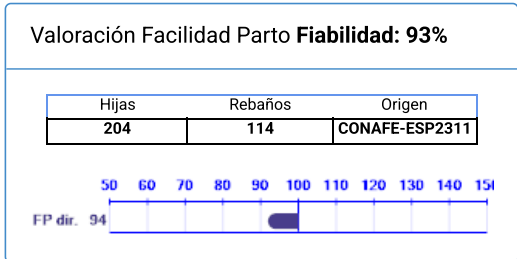 Valoración Facilidad Parto Fiabilidad: 93%
Hijas Rebaños Origen
204 114 CONAFE-ESP2311
50 60 70 80 90 100 110 120 130 140 15
FP dir. 94